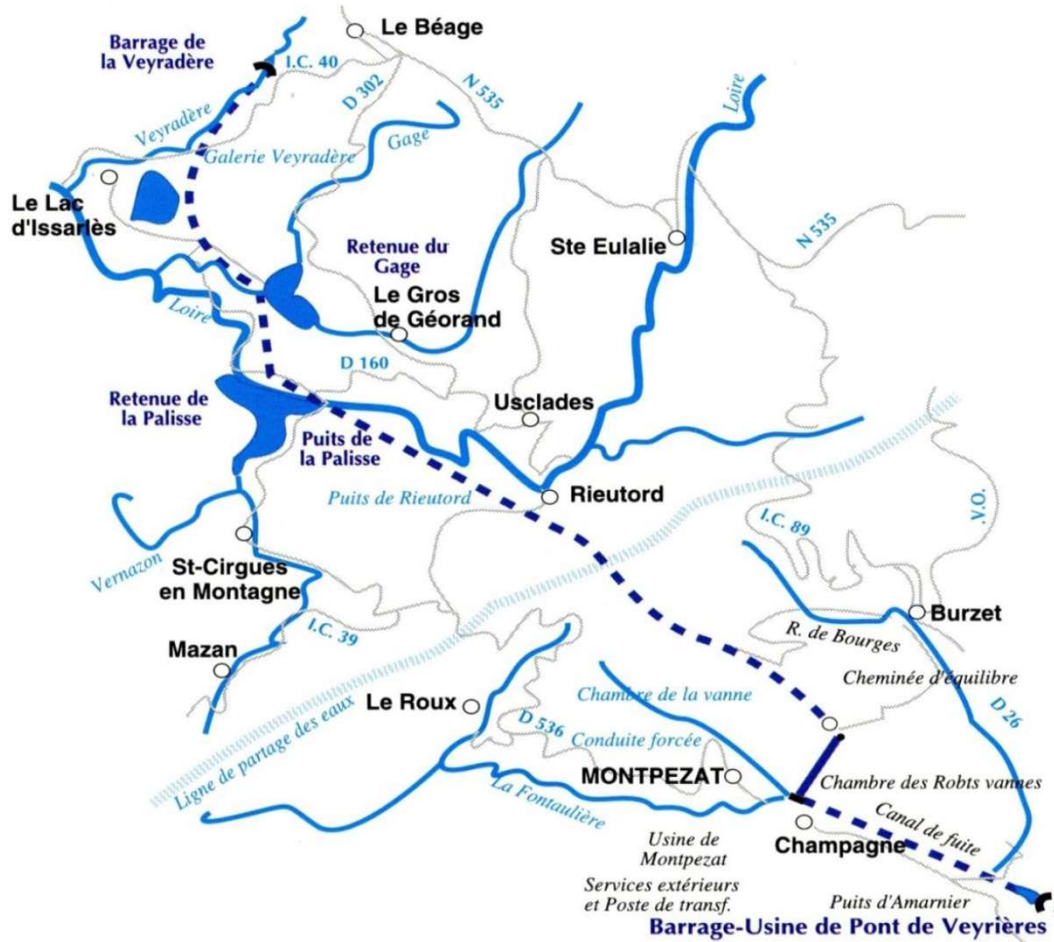 Le Béage
Barrage de
la Veyradère
I.C. 40
D 302
N 535
Loire
Veyradère
Gage
Galerie Veyradère
Le Lac
d'Issarlès
Retenue du
Gage
Ste Eulalie
N 535
Le Gros
de Géorand
Loire
D 160
Retenue de
la Palisse
Usclades
Puits de
la Palisse
Puits de Rieutord
Rieutord
I.C. 89
V.O.
Vernazon
St-Cirgues
en Montagne
Burzet
I.C. 39
R. de Bourges
Mazan
Cheminée d'équilibre
Chambre de la vanne
Le Roux
D 26
D 536
Conduite forcée
Ligne de partage des eaux
MONTPEZAT
Chambre des Robts vannes
La Fontaulière
Canal de fuite
Usine de
Montpezat
Champagne
Services extérieurs
et Poste de transf.
Puits d'Amarnier
Barrage-Usine de Pont de Veyrières